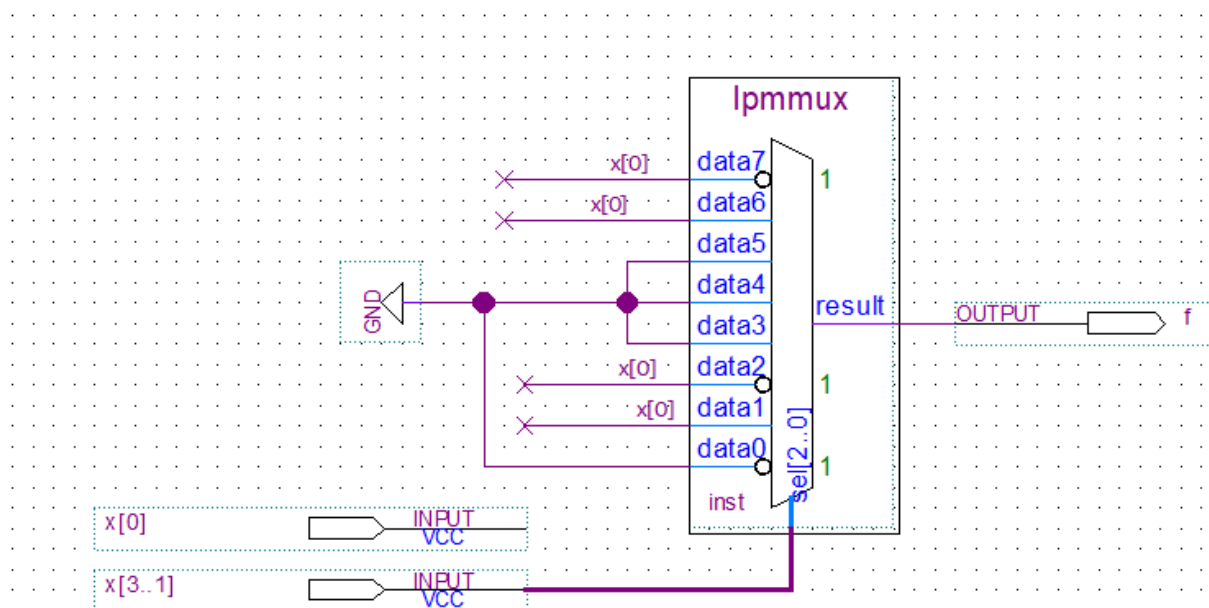 lpmmux
x[0] data7 1
x[0] data6
data5
GND data4
result OUTPUT f
data3
x[0] data2 1
x[0] data1
data0 1
sel[2..0]
inst
x[0] INPUT
VCC
x[3..1] INPUT
VCC